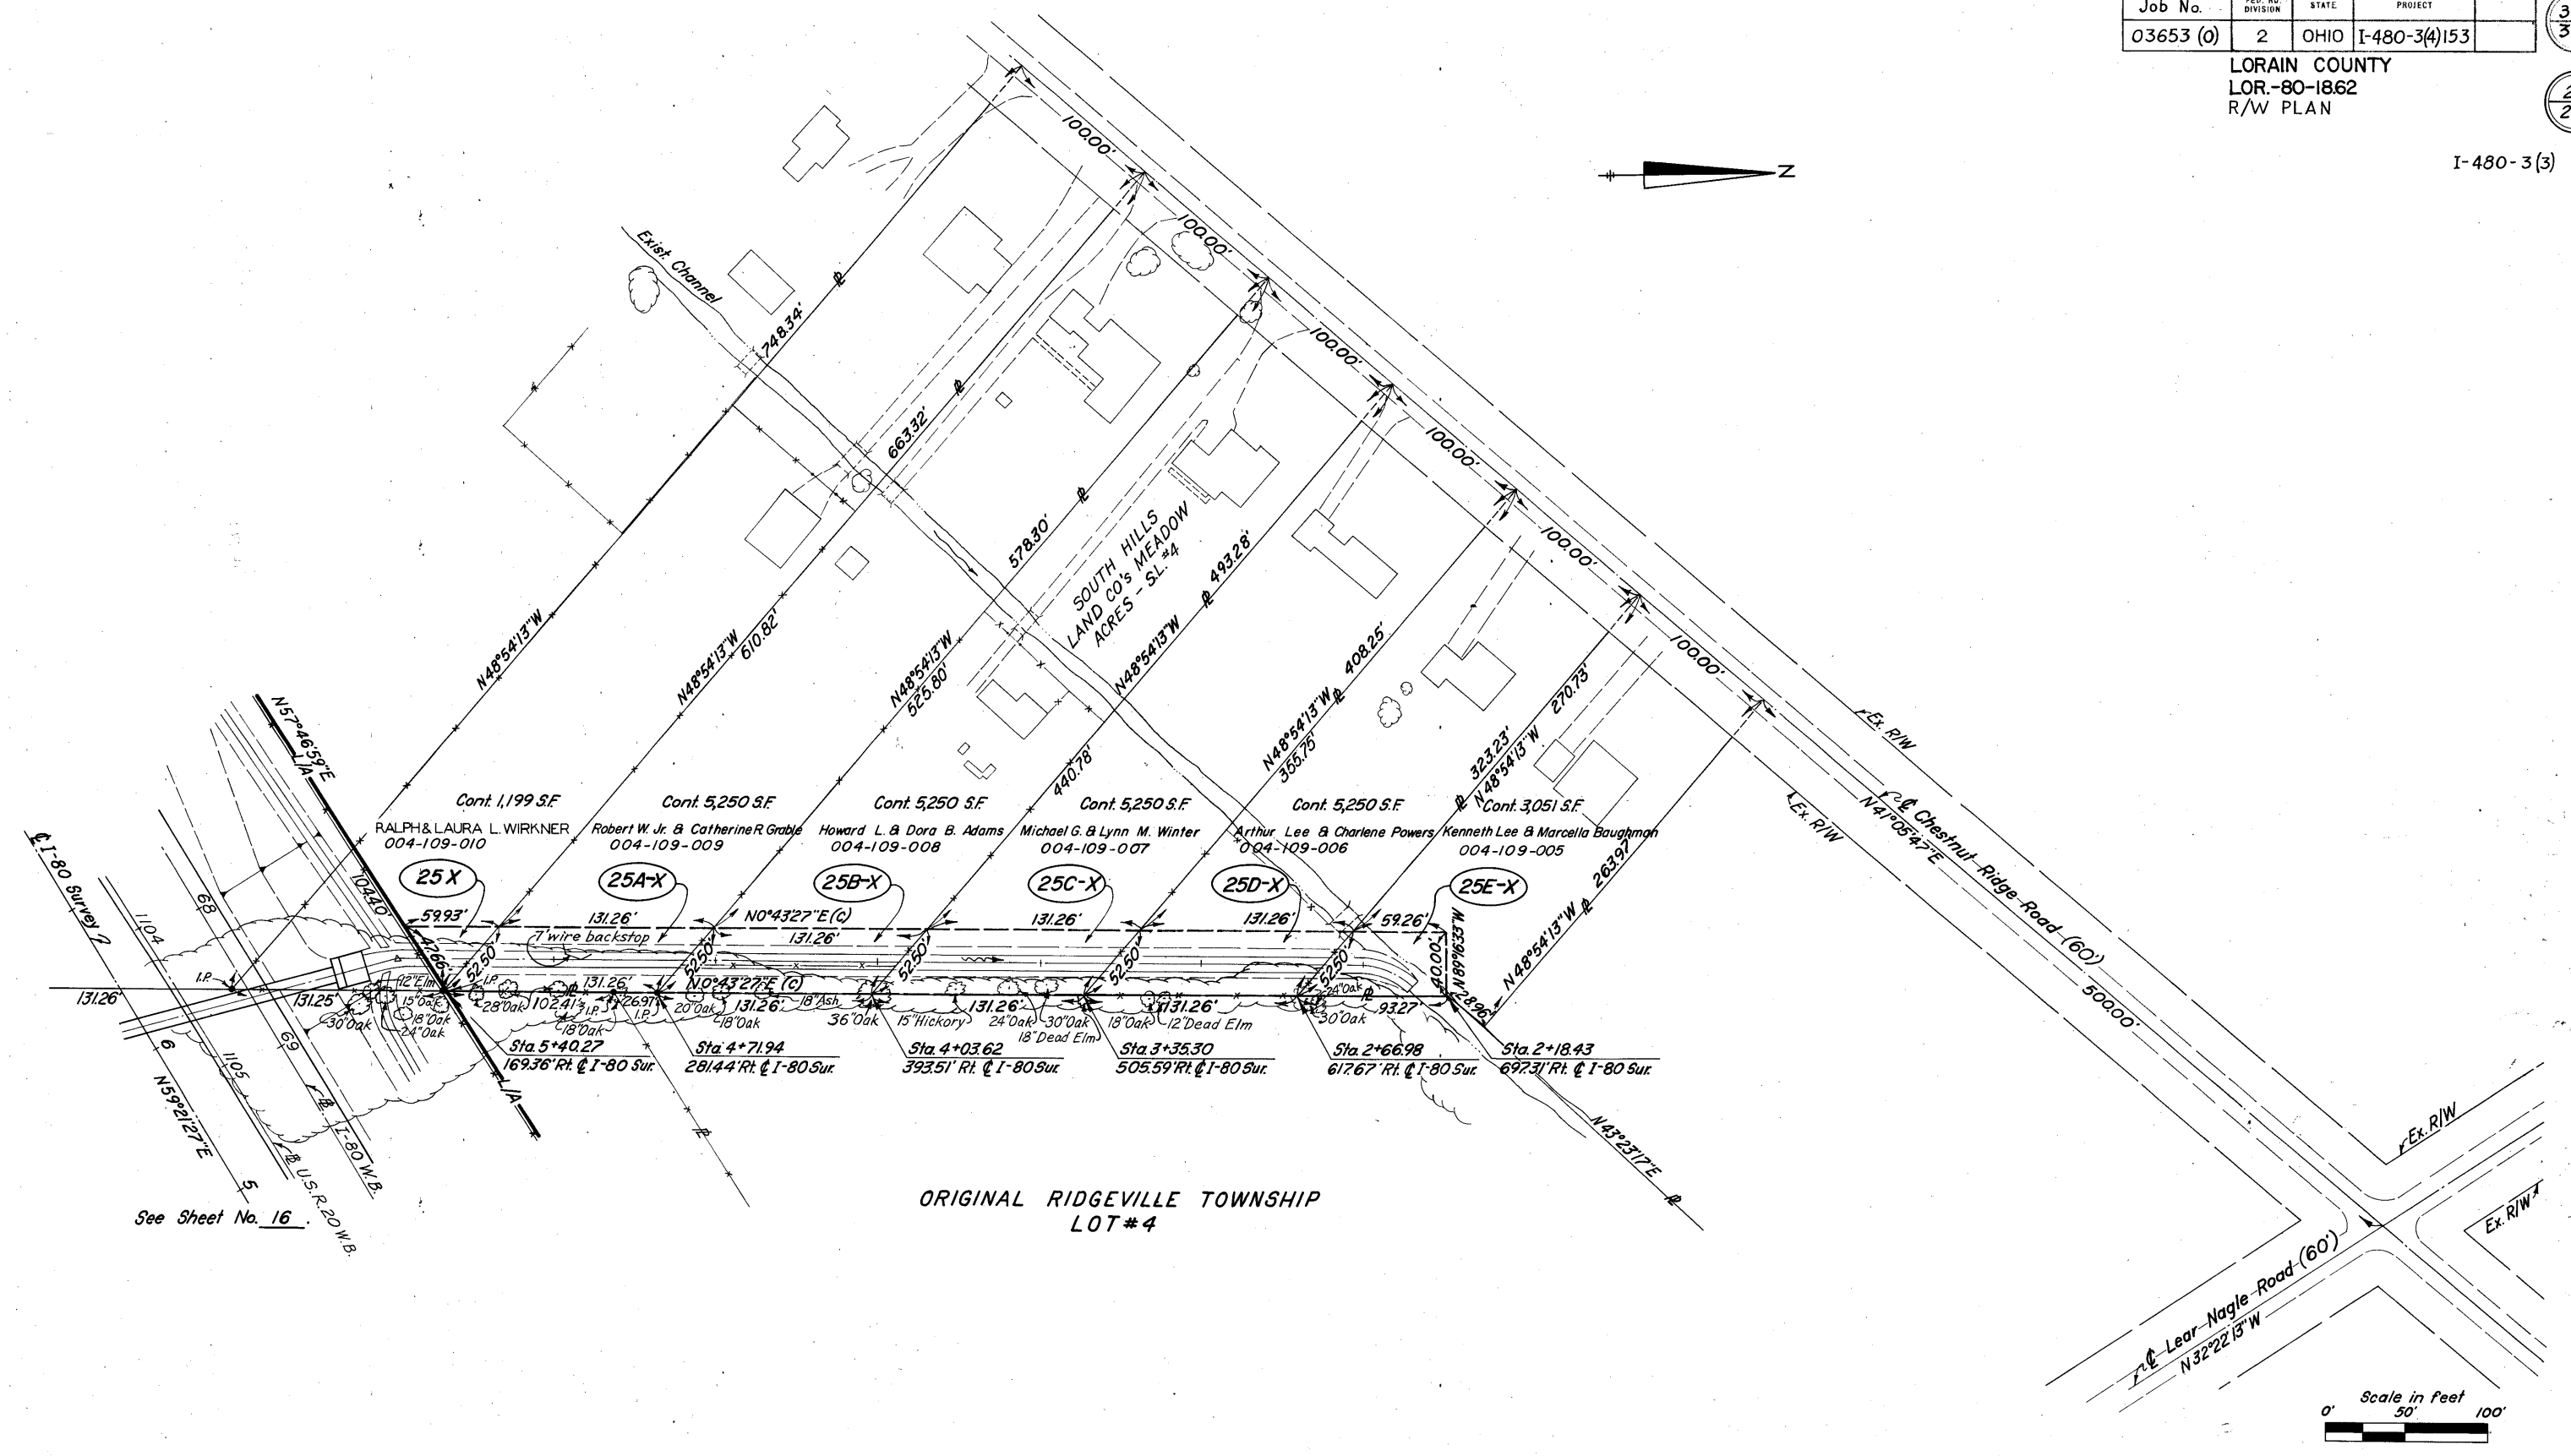 Job No. DIVISION STATE PROJECT
03653 (0) 2 OHIO I-480-3(4)153
LORAIN COUNTY
LOR.-80-18.62
R/W PLAN
I-480-3(3)
N
100.00'
100.00'
100.00'
100.00'
100.00'
100.00'
Exist. Channel
748.34'
663.32'
578.30'
493.28'
408.25'
323.23'
270.73'
263.97'
SOUTH HILLS
LAND CO's MEADOW
ACRES - S.L. #4
N48°54'13"W
N48°54'13"W
610.82'
N48°54'13"W
525.80'
N48°54'13"W
440.78'
N48°54'13"W
355.75'
N48°54'13"W
N48°54'13"W
N57°46'59"E
L/A
Ex. R/W
Ex. R/W
℄ Chestnut Ridge Road (60')
N41°05'47"E
500.00'
Cont. 1,199 S.F.
RALPH & LAURA L. WIRKNER
004-109-010
25X
Cont. 5,250 S.F.
Robert W. Jr. & Catherine R Grable
004-109-009
25A-X
Cont. 5,250 S.F.
Howard L. & Dora B. Adams
004-109-008
25B-X
Cont. 5,250 S.F.
Michael G. & Lynn M. Winter
004-109-007
25C-X
Cont. 5,250 S.F.
Arthur Lee & Charlene Powers
004-109-006
25D-X
Cont. 3,051 S.F.
Kenneth Lee & Marcella Baughman
004-109-005
25E-X
℄ I-80 Survey
1104
68
104.40
59.93' 131.26' N0°43'27"E (C) 131.26' 131.26' 59.26'
7' wire backstop 131.26'
47.66'
52.50' 52.50' 52.50' 52.50' 52.50'
40.00'
N89°16'33"W
28.96'
I.P.
131.26' 131.25'
12"Elm
15"Oak
18"Oak
24"Oak
30"Oak
I.P.
28"Oak 102.41' 131.26'
I.P.
18"Oak
26.97'
I.P.
N0°43'27"E (C)
20"Oak 131.26' 18"Ash
18"Oak
36"Oak
15"Hickory
131.26'
24"Oak 30"Oak
18"Dead Elm
131.26'
18"Oak 12"Dead Elm
24"Oak
30"Oak
93.27'
Sta. 5+40.27
169.36' Rt. ℄ I-80 Sur.
Sta. 4+71.94
281.44' Rt. ℄ I-80 Sur.
Sta. 4+03.62
393.51' Rt. ℄ I-80 Sur.
Sta. 3+35.30
505.59' Rt. ℄ I-80 Sur.
Sta. 2+66.98
617.67' Rt. ℄ I-80 Sur.
Sta. 2+18.43
697.31' Rt. ℄ I-80 Sur.
6
69
1105
N59°21'27"E
5
I-80 W.B.
U.S.R. 20 W.B.
L/A
N43°23'17"E
See Sheet No. 16.
ORIGINAL RIDGEVILLE TOWNSHIP
LOT #4
Ex. R/W
Ex. R/W
℄ Lear-Nagle Road (60')
N32°22'13"W
Scale in feet
0' 50' 100'